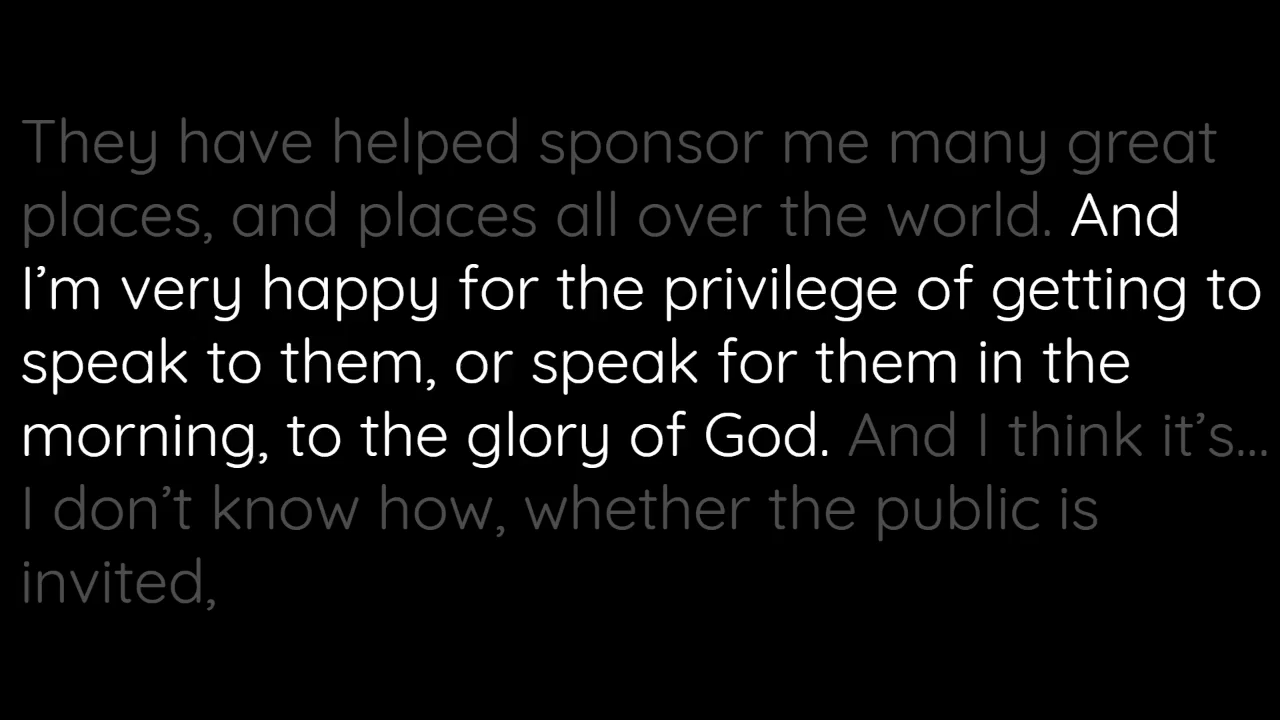 They have helped sponsor me many great
places, and places all over the world. And
I’m very happy for the privilege of getting to
speak to them, or speak for them in the
morning, to the glory of God. And I think it’s...
I don’t know how, whether the public is
invited,